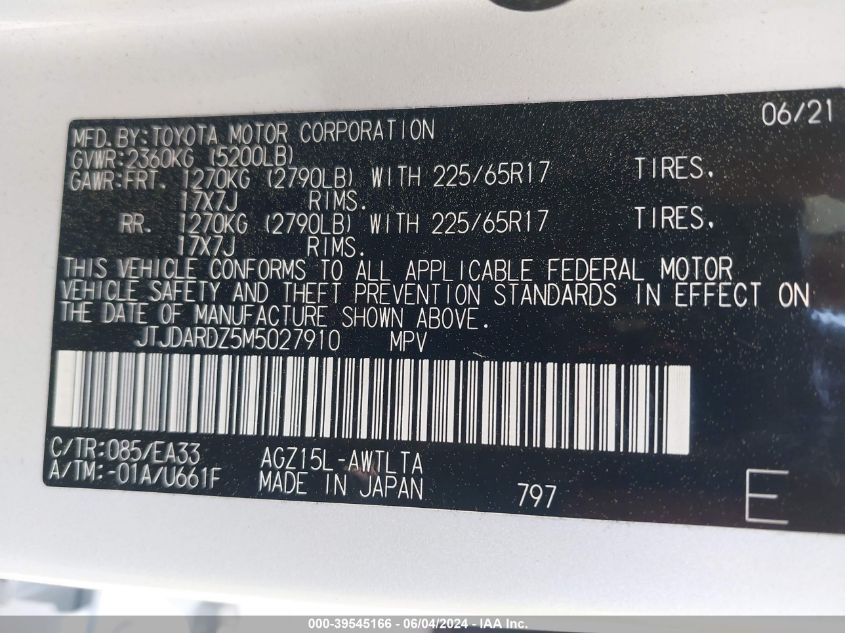 06/21
MFD.BY:TOYOTA MOTOR CORPORATION
GVWR:2360KG (5200LB)
GAWR:FRT. 1270KG (2790LB) WITH 225/65R17 TIRES.
17X7J RIMS.
RR. 1270KG (2790LB) WITH 225/65R17 TIRES.
17X7J RIMS.
THIS VEHICLE CONFORMS TO ALL APPLICABLE FEDERAL MOTOR
VEHICLE SAFETY AND THEFT PREVENTION STANDARDS IN EFFECT ON
THE DATE OF MANUFACTURE SHOWN ABOVE.
JTJDARDZ5M5027910 MPV
C/TR:085/EA33 AGZ15L-AWTLTA
A/TM:-01A/U661F MADE IN JAPAN 797 E
000-39545166 - 06/04/2024 - IAA Inc.